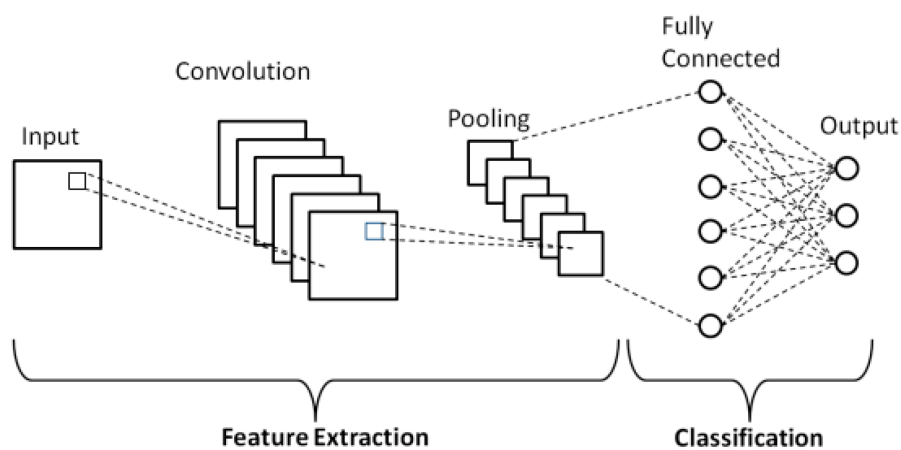 Input
Convolution
Pooling
Fully
Connected
Output
Feature Extraction
Classification